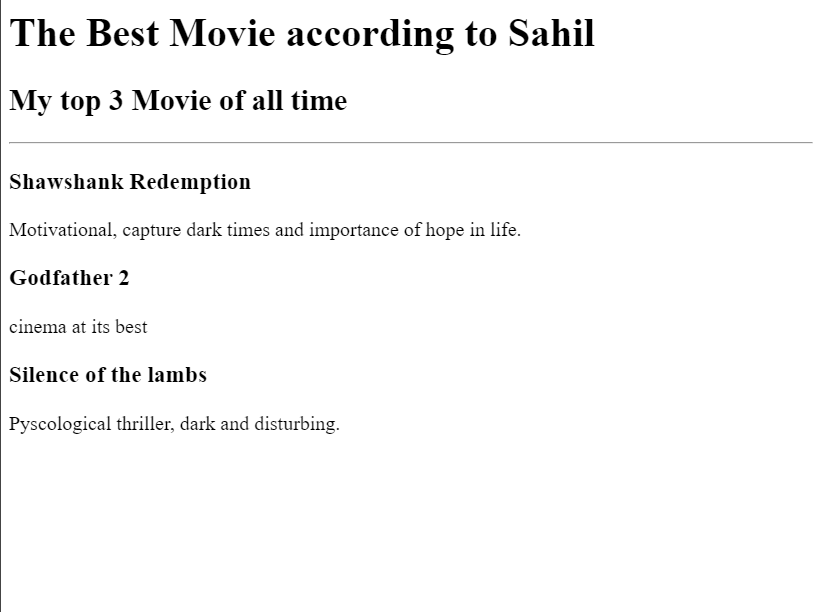 The Best Movie according to Sahil
My top 3 Movie of all time
Shawshank Redemption
Motivational, capture dark times and importance of hope in life.
Godfather 2
cinema at its best
Silence of the lambs
Pyscological thriller, dark and disturbing.